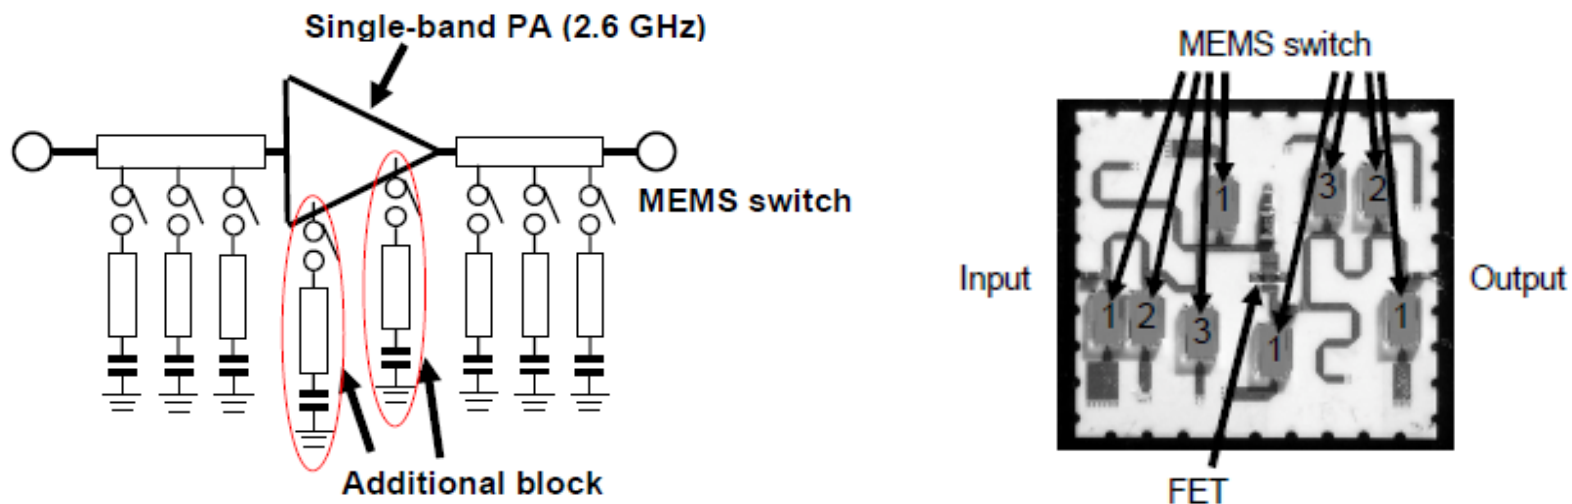 Single-band PA (2.6 GHz)
MEMS switch
Additional block
MEMS switch
1
3
2
Input
Output
1
2
3
1
1
FET